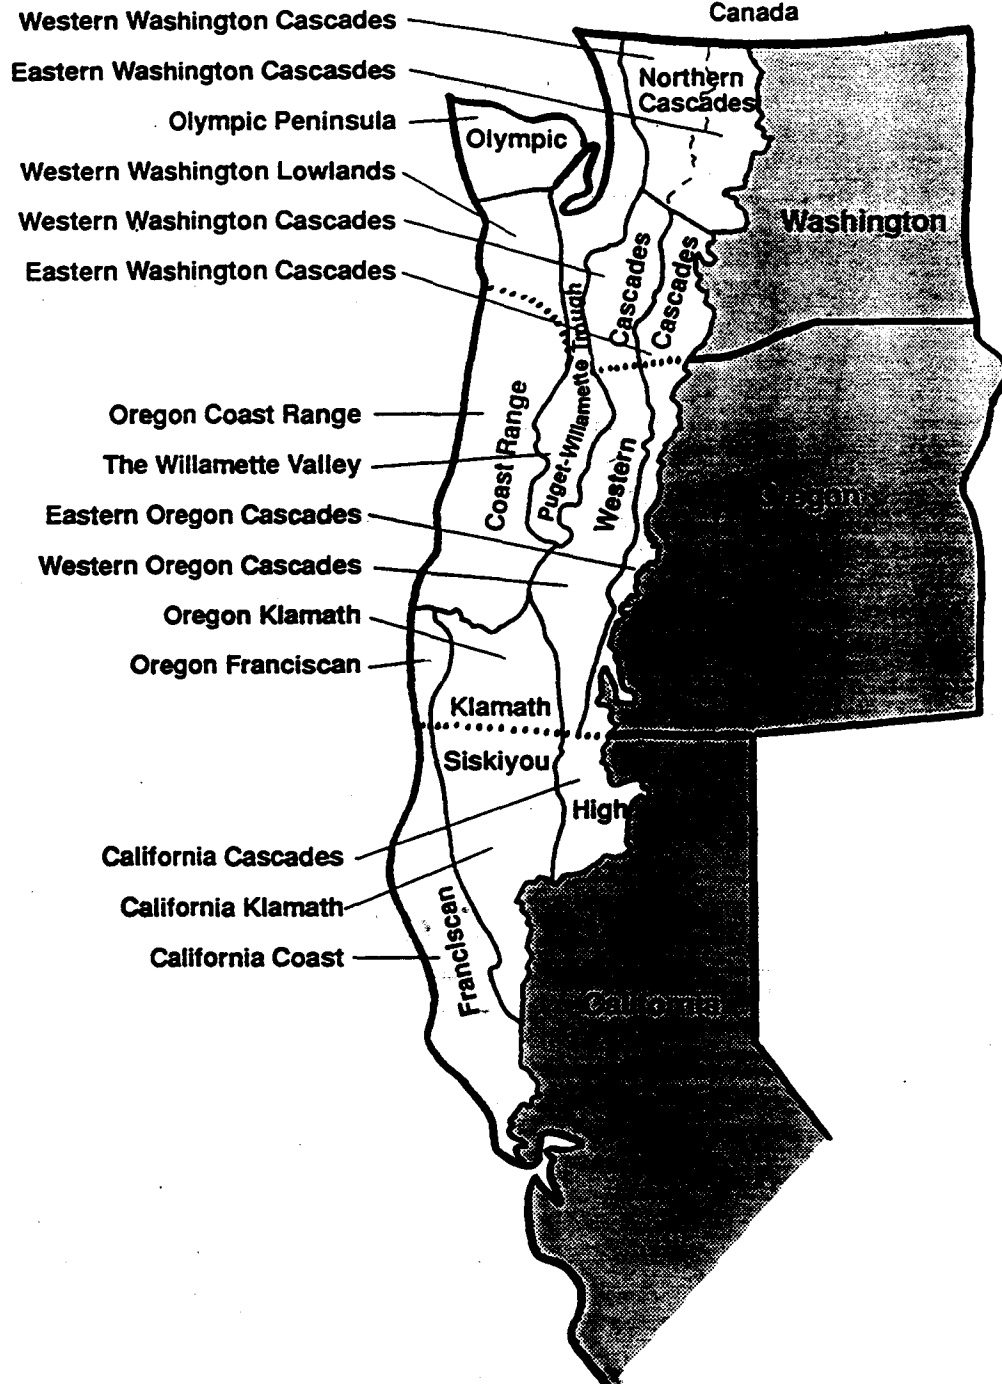 Canada
Western Washington Cascades
Eastern Washington Cascasdes
Olympic Peninsula
Western Washington Lowlands
Western Washington Cascades
Eastern Washington Cascades
Oregon Coast Range
The Willamette Valley
Eastern Oregon Cascades
Western Oregon Cascades
Oregon Klamath
Oregon Franciscan
California Cascades
California Klamath
California Coast
Northern
Cascades
Olympic
Washington
Cascades
Cascades
Puget-Willamette Trough
Coast Range
Western
Oregon
Klamath
Siskiyou
High
Franciscan
California